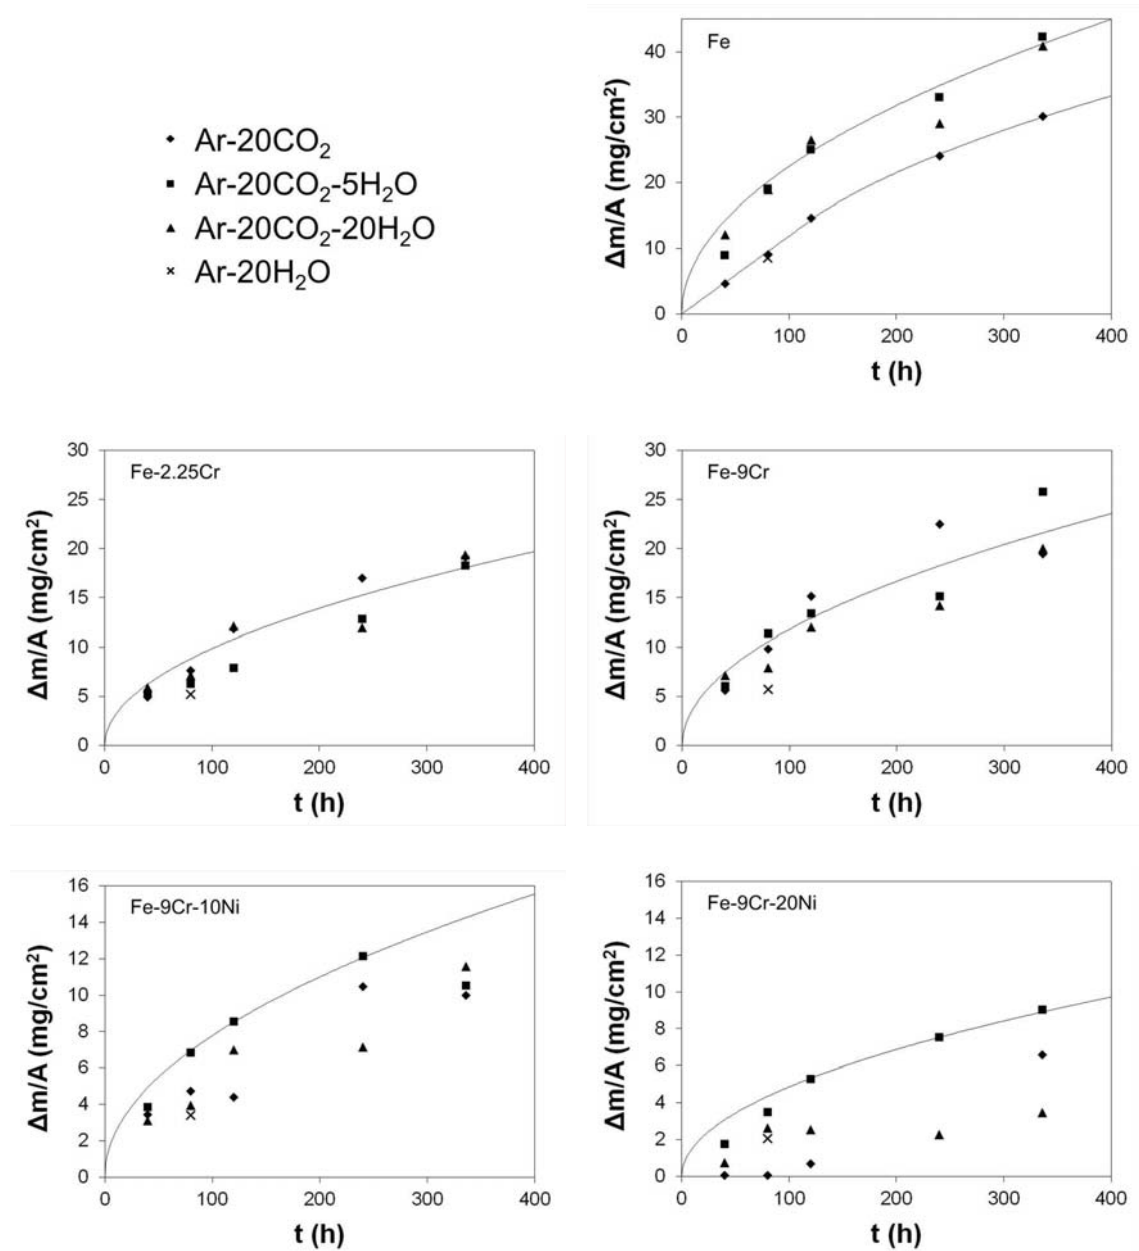 Ar-20CO₂
Ar-20CO₂-5H₂O
Ar-20CO₂-20H₂O
Ar-20H₂O
Fe
Δm/A (mg/cm²)
40
30
20
10
0
0 100 200 300 400
t (h)
Fe-2.25Cr
Δm/A (mg/cm²)
30
25
20
15
10
5
0
0 100 200 300 400
t (h)
Fe-9Cr
Δm/A (mg/cm²)
30
25
20
15
10
5
0
0 100 200 300 400
t (h)
Fe-9Cr-10Ni
Δm/A (mg/cm²)
16
14
12
10
8
6
4
2
0
0 100 200 300 400
t (h)
Fe-9Cr-20Ni
Δm/A (mg/cm²)
16
14
12
10
8
6
4
2
0
0 100 200 300 400
t (h)